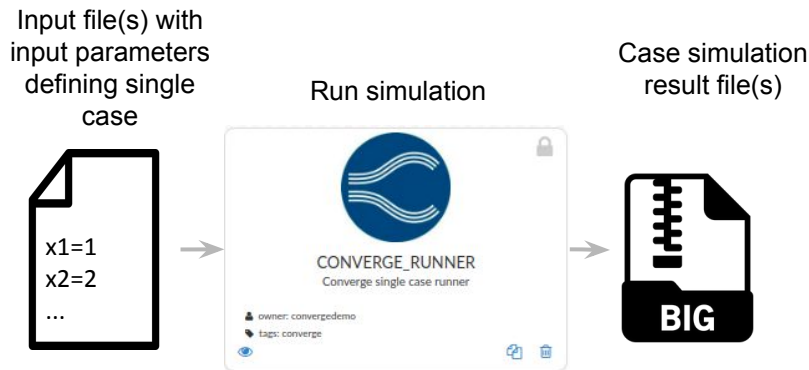 Input file(s) with
input parameters
defining single
case
Run simulation
Case simulation
result file(s)
x1=1
x2=2
...
CONVERGE_RUNNER
Converge single case runner
owner: convergedemo
tags: converge
BIG